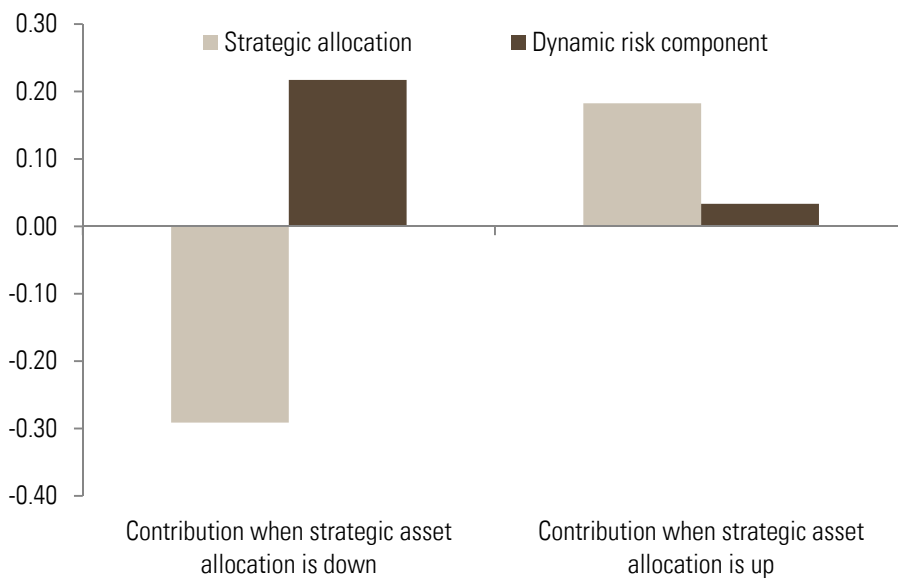 0.30
Strategic allocation
Dynamic risk component
0.20
0.10
0.00
-0.10
-0.20
-0.30
-0.40
Contribution when strategic asset
allocation is down
Contribution when strategic asset
allocation is up